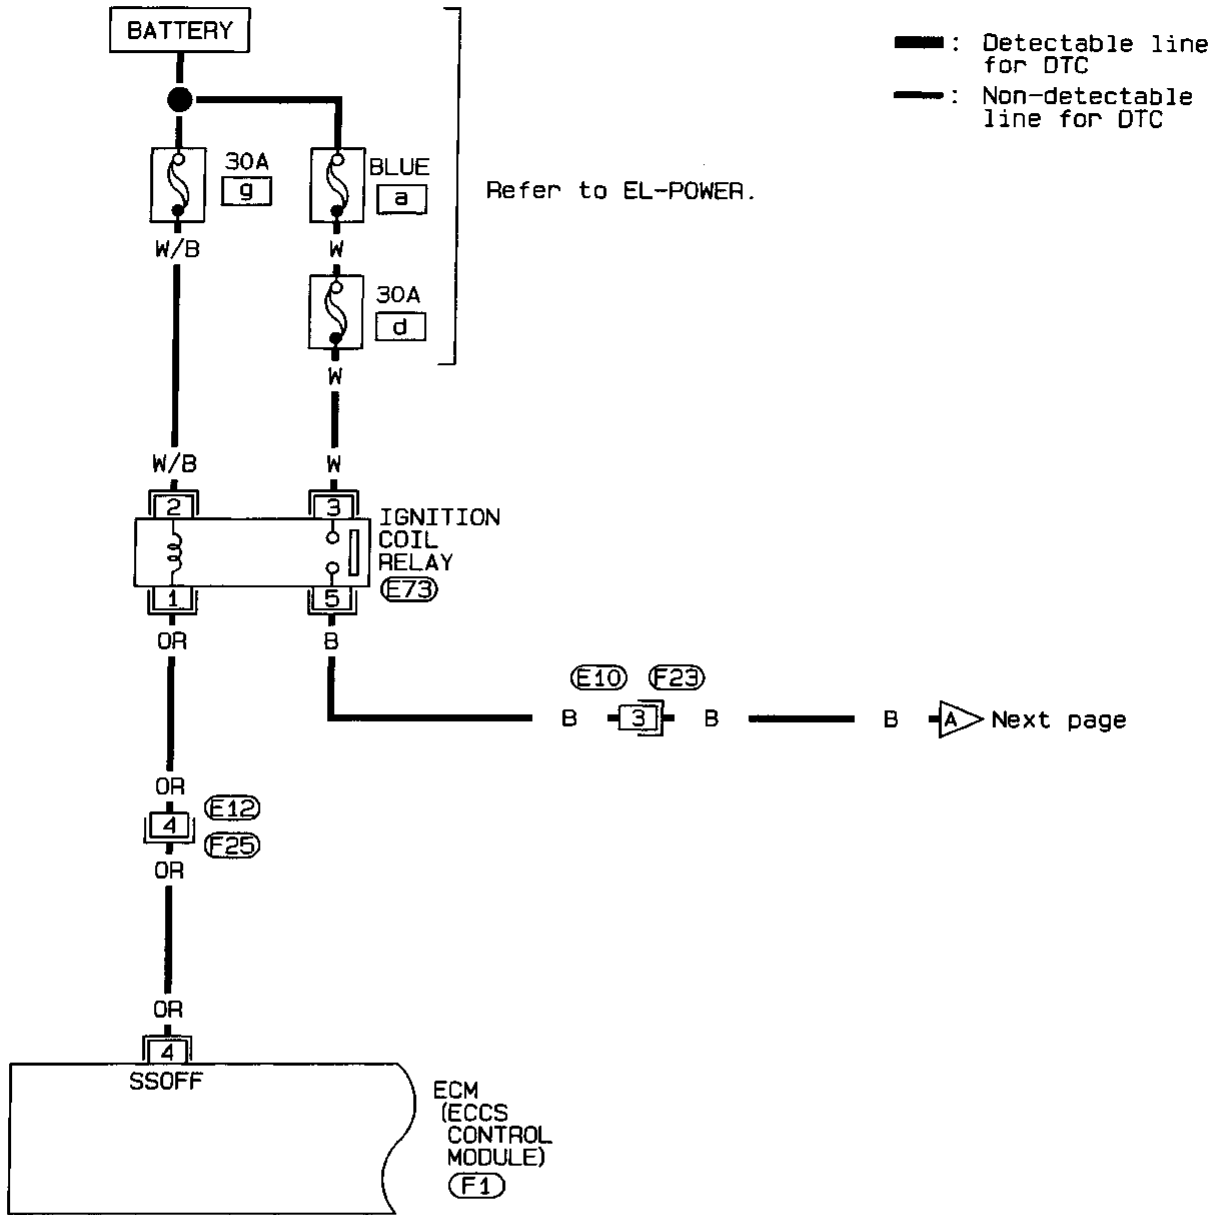 BATTERY
: Detectable line
for DTC
: Non-detectable
line for DTC
30A
g
BLUE
a
Refer to EL-POWER.
W/B
W
30A
d
W
W/B
W
2
3
IGNITION
COIL
RELAY
E73
1
5
OR
B
E10 F23
B 3 B B A Next page
OR
4
E12
F25
OR
OR
4
SSOFF
ECM
(ECCS
CONTROL
MODULE)
F1